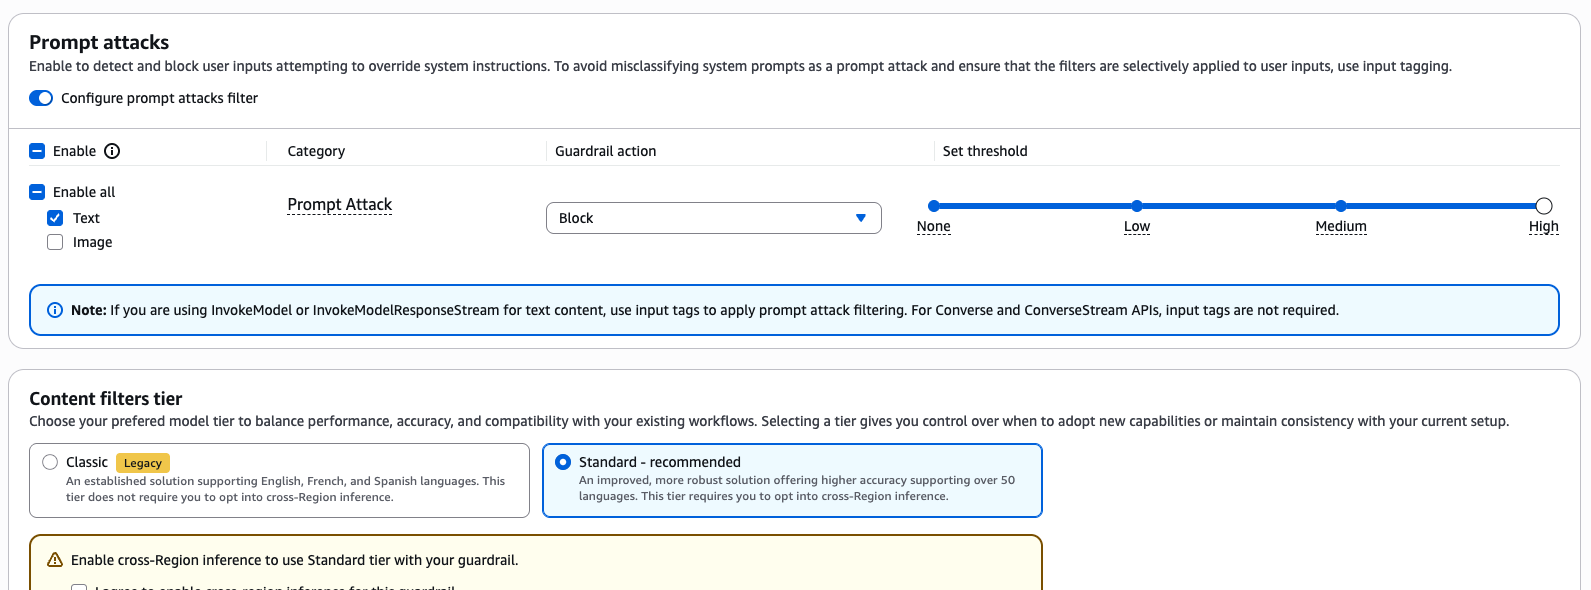 Prompt attacks
Enable to detect and block user inputs attempting to override system instructions. To avoid misclassifying system prompts as a prompt attack and ensure that the filters are selectively applied to user inputs, use input tagging.
Configure prompt attacks filter
Enable
Category
Guardrail action
Set threshold
Enable all
Text
Image
Prompt Attack
Block
None
Low
Medium
High
Note: If you are using InvokeModel or InvokeModelResponseStream for text content, use input tags to apply prompt attack filtering. For Converse and ConverseStream APIs, input tags are not required.
Content filters tier
Choose your prefered model tier to balance performance, accuracy, and compatibility with your existing workflows. Selecting a tier gives you control over when to adopt new capabilities or maintain consistency with your current setup.
Classic Legacy
An established solution supporting English, French, and Spanish languages. This
tier does not require you to opt into cross-Region inference.
Standard - recommended
An improved, more robust solution offering higher accuracy supporting over 50
languages. This tier requires you to opt into cross-Region inference.
Enable cross-Region inference to use Standard tier with your guardrail.
I agree to enable cross-region inference for this guardrail